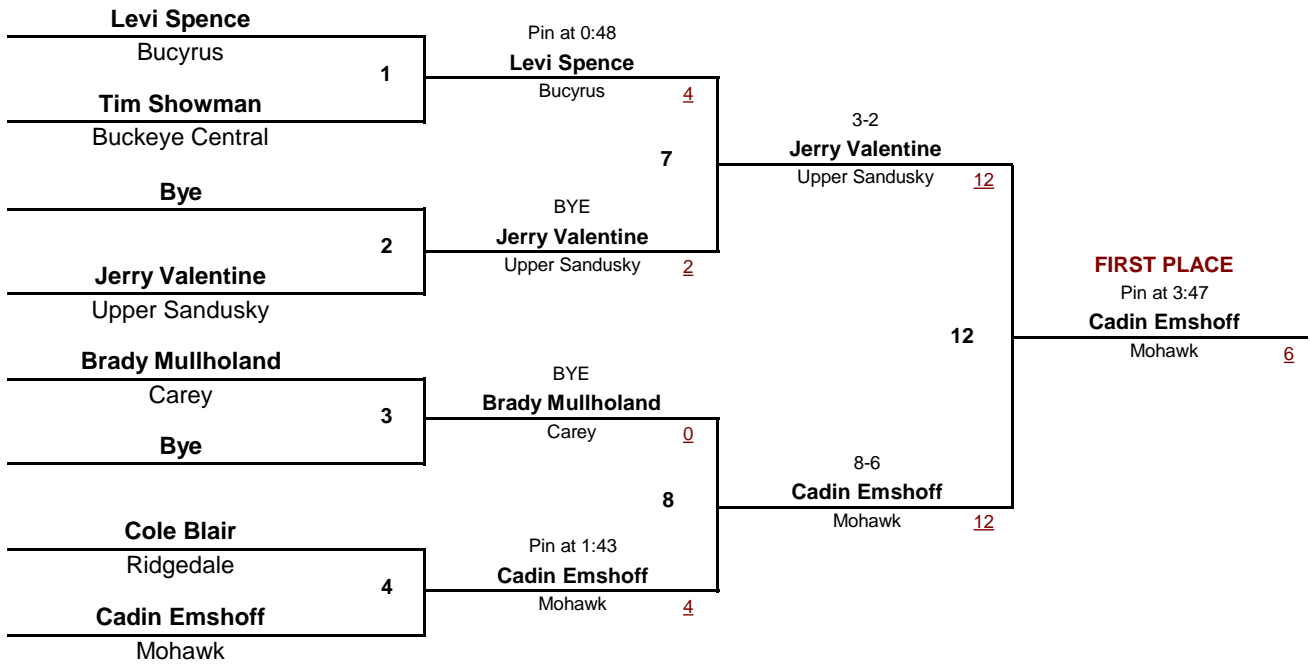 Levi Spence
Bucyrus
1
Tim Showman
Buckeye Central
Bye
2
Jerry Valentine
Upper Sandusky
Brady Mullholand
Carey
3
Bye
Cole Blair
Ridgedale
4
Cadin Emshoff
Mohawk
Pin at 0:48
Levi Spence
Bucyrus 4
7
BYE
Jerry Valentine
Upper Sandusky 2
BYE
Brady Mullholand
Carey 0
8
Pin at 1:43
Cadin Emshoff
Mohawk 4
3-2
Jerry Valentine
Upper Sandusky 12
12
8-6
Cadin Emshoff
Mohawk 12
FIRST PLACE
Pin at 3:47
Cadin Emshoff
Mohawk 6